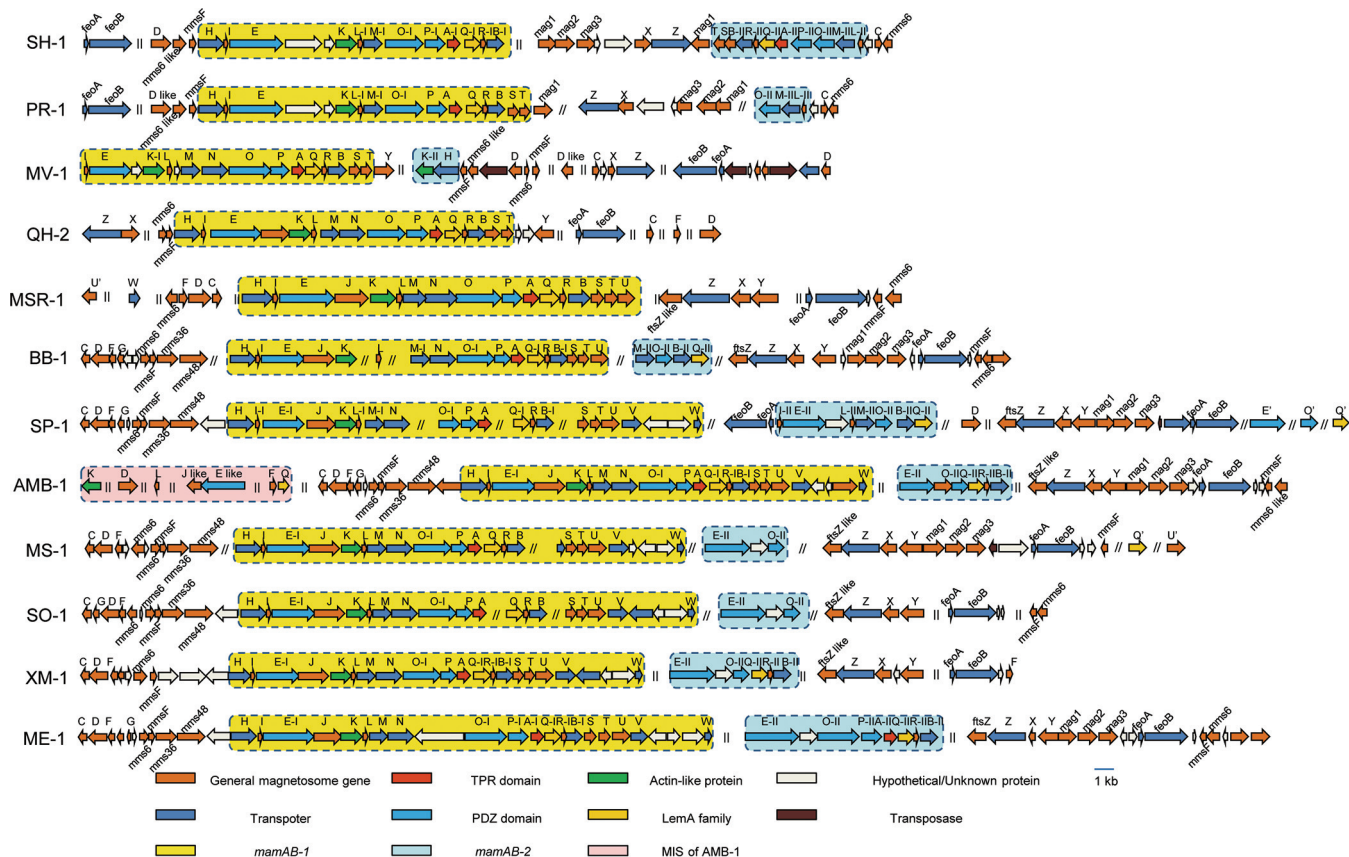 feoA feoB D mms6 like mmsF H I E K L-I M-I O-I P-I A-I Q-I R-I B-I mag1 mag2 mag3 X Z mag1 T S B-II R-II Q-II A-II P-II O-II M-II L-II C mms6
SH-1
feoA feoB D like mms6 like mmsF H I E K L-I M-I O-I P A Q R B S T mag1 Z X mag3 mag2 mag1 O-II M-II L-II I C mms6
PR-1
I E K-I L M N O P A Q R B S T Y K-II H mmsF mms6 like D mms6 mmsF D like C X Z feoB feoA D
MV-1
Z X mms6 mmsF H I E K L M N O P A Q R B S T Y feoA feoB C F D
QH-2
U' W mms6 F D C H I E J K L M N O P A Q R B S T U ftsZ like Z X Y feoA feoB mmsF mms6
MSR-1
C D F G mms6 mmsF mms36 mms48 H I E J K L M-I N O-I P A Q-I R B-I S T U M-II O-II B-II Q-II ftsZ Z X Y mag1 mag2 mag3 feoA feoB mms6 mmsF
BB-1
C D F G mms6 mmsF mms36 mms48 H I-I E-I J K L-I M-I N O-I P A Q-I R B-I S T U V W feoB feoA I-II E-II L-II M-II O-II B-II Q-II D ftsZ Z X Y mag1 mag2 mag3 feoA feoB E' O' Q'
SP-1
K D L J like E like F Q C D F G mms6 mmsF mms36 mms48 H I E-I J K L M N O-I P A Q-I R-I B-I S T U V W E-II O-II Q-II R-II B-II ftsZ like Z X Y mag1 mag2 mag3 feoA feoB mmsF mms6 like
AMB-1
C D F G mms6 mms6 mmsF mms36 mms48 H I E-I J K L M N O-I P A Q R B S T U V W E-II O-II ftsZ like Z X Y mag1 mag2 mag3 feoA feoB mmsF Q' U'
MS-1
C G D F mms6 mms6 mmsF mms36 mms48 H I E-I J K L M N O-I P A Q R B S T U V W E-II O-II ftsZ like Z X Y feoA feoB mmsF mms6
SO-1
C D F mms6 mms6 mmsF H I E-I J K L M N O-I P A Q-I R-I B-I S T U V W E-II O-II Q-II R-II B-II ftsZ like Z X Y feoA feoB F
XM-1
C D F G mms6 mmsF mms36 mms48 H I E-I J K L M N O-I P-I A-I Q-I R-I B-I S T U V W E-II O-II P-II A-II Q-II R-II B-II ftsZ Z X Y mag1 mag2 mag3 feoA feoB mmsF mms6
ME-1
General magnetosome gene TPR domain Actin-like protein Hypothetical/Unknown protein 1 kb
Transpoter PDZ domain LemA family Transposase
mamAB-1 mamAB-2 MIS of AMB-1